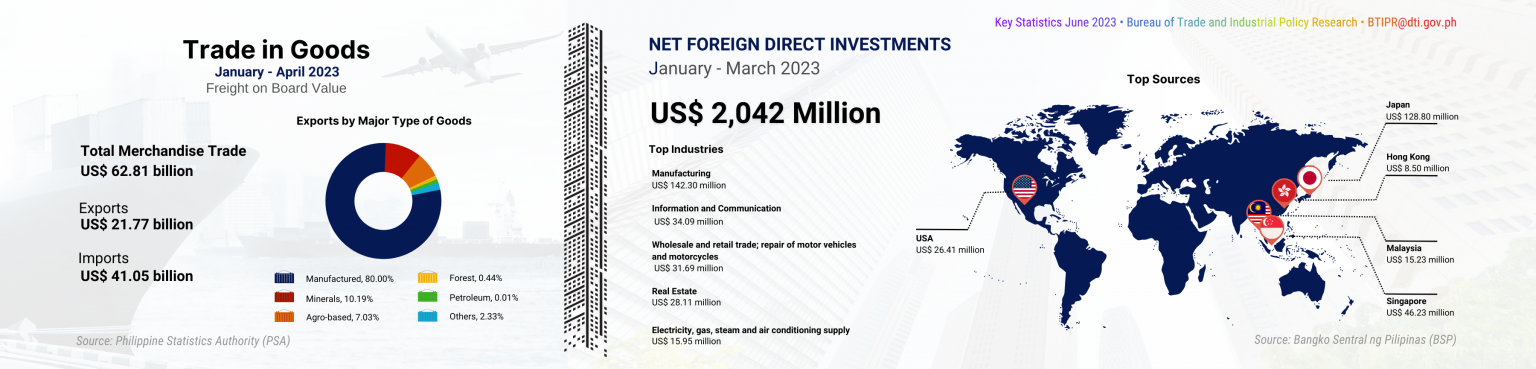 Key Statistics June 2023 • Bureau of Trade and Industrial Policy Research • BTIPR@dti.gov.ph
Trade in Goods
January - April 2023
Freight on Board Value
Exports by Major Type of Goods
Total Merchandise Trade
US$ 62.81 billion
Exports
US$ 21.77 billion
Imports
US$ 41.05 billion
Manufactured, 80.00%
Minerals, 10.19%
Agro-based, 7.03%
Forest, 0.44%
Petroleum, 0.01%
Others, 2.33%
Source: Philippine Statistics Authority (PSA)
NET FOREIGN DIRECT INVESTMENTS
January - March 2023
US$ 2,042 Million
Top Industries
Manufacturing
US$ 142.30 million
Information and Communication
US$ 34.09 million
Wholesale and retail trade; repair of motor vehicles
and motorcycles
US$ 31.69 million
Real Estate
US$ 28.11 million
Electricity, gas, steam and air conditioning supply
US$ 15.95 million
Top Sources
Japan
US$ 128.80 million
Hong Kong
US$ 8.50 million
USA
US$ 26.41 million
Malaysia
US$ 15.23 million
Singapore
US$ 46.23 million
Source: Bangko Sentral ng Pilipinas (BSP)